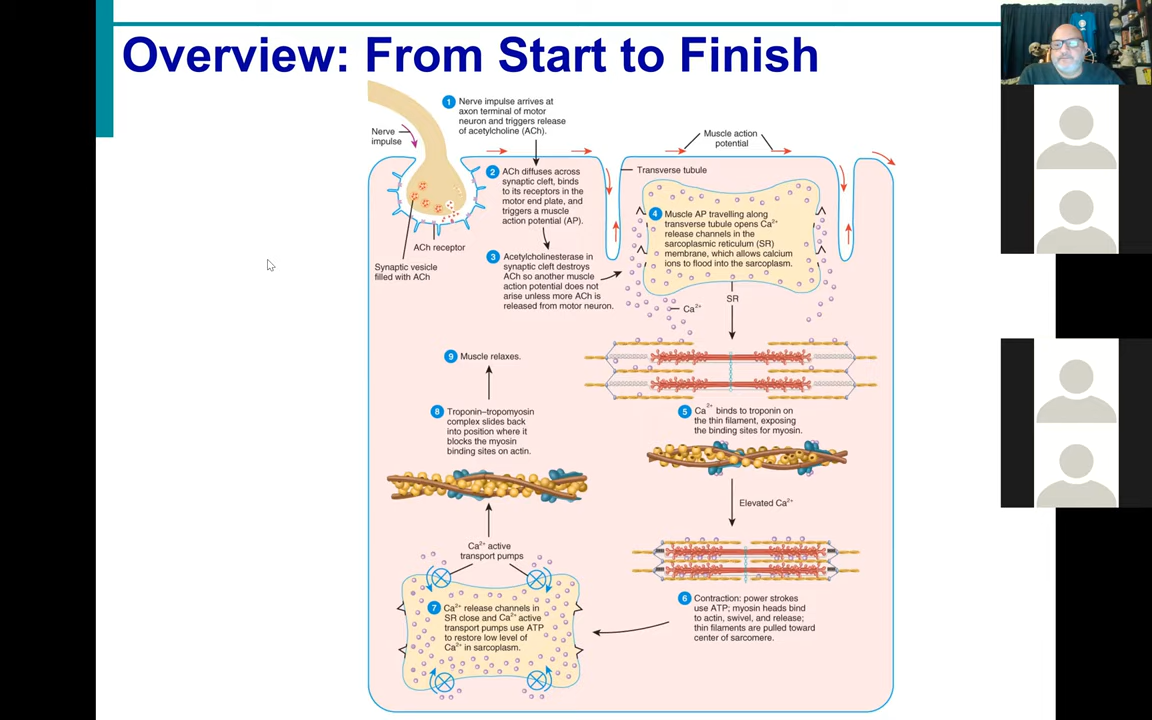 Overview: From Start to Finish
1 Nerve impulse arrives at
axon terminal of motor
neuron and triggers release
of acetylcholine (ACh).
Nerve
impulse
Muscle action
potential
2 ACh diffuses across
synaptic cleft, binds
to its receptors in the
motor end plate, and
triggers a muscle
action potential (AP).
Transverse tubule
4 Muscle AP travelling along
transverse tubule opens Ca2+
release channels in the
sarcoplasmic reticulum (SR)
membrane, which allows calcium
ions to flood into the sarcoplasm.
ACh receptor
Synaptic vesicle
filled with ACh
3 Acetylcholinesterase in
synaptic cleft destroys
ACh so another muscle
action potential does not
arise unless more ACh is
released from motor neuron.
SR
Ca2+
9 Muscle relaxes.
8 Troponin–tropomyosin
complex slides back
into position where it
blocks the myosin
binding sites on actin.
5 Ca2+ binds to troponin on
the thin filament, exposing
the binding sites for myosin.
Elevated Ca2+
Ca2+ active
transport pumps
7 Ca2+ release channels in
SR close and Ca2+ active
transport pumps use ATP
to restore low level of
Ca2+ in sarcoplasm.
6 Contraction: power strokes
use ATP; myosin heads bind
to actin, swivel, and release;
thin filaments are pulled toward
center of sarcomere.